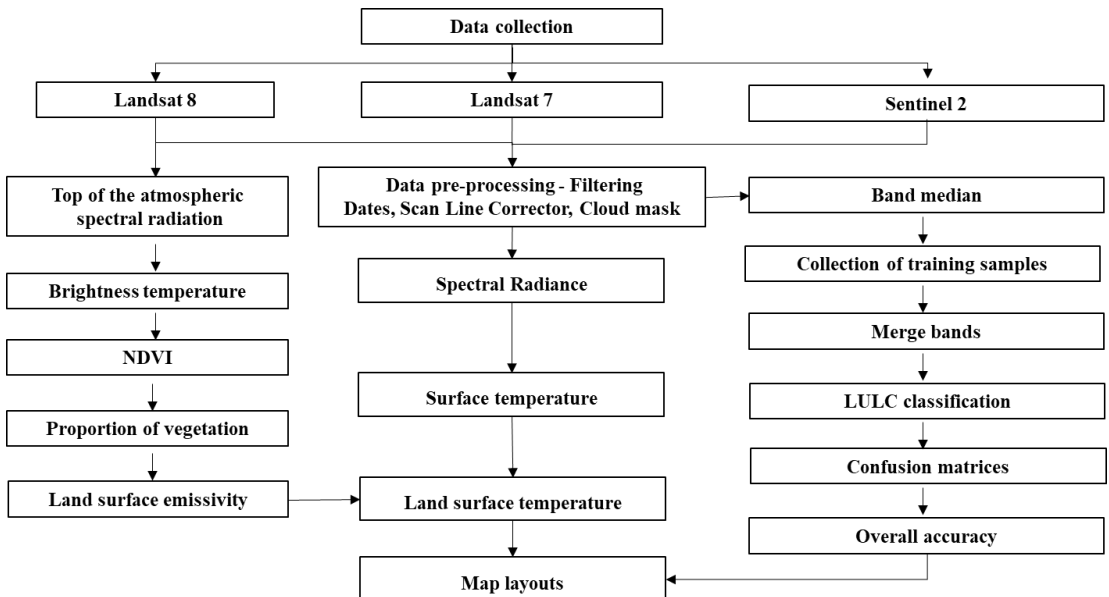 Data collection
Landsat 8
Landsat 7
Sentinel 2
Top of the atmospheric
spectral radiation
Data pre-processing - Filtering
Dates, Scan Line Corrector, Cloud mask
Band median
Brightness temperature
Spectral Radiance
Collection of training samples
NDVI
Merge bands
Proportion of vegetation
Surface temperature
LULC classification
Land surface emissivity
Land surface temperature
Confusion matrices
Overall accuracy
Map layouts